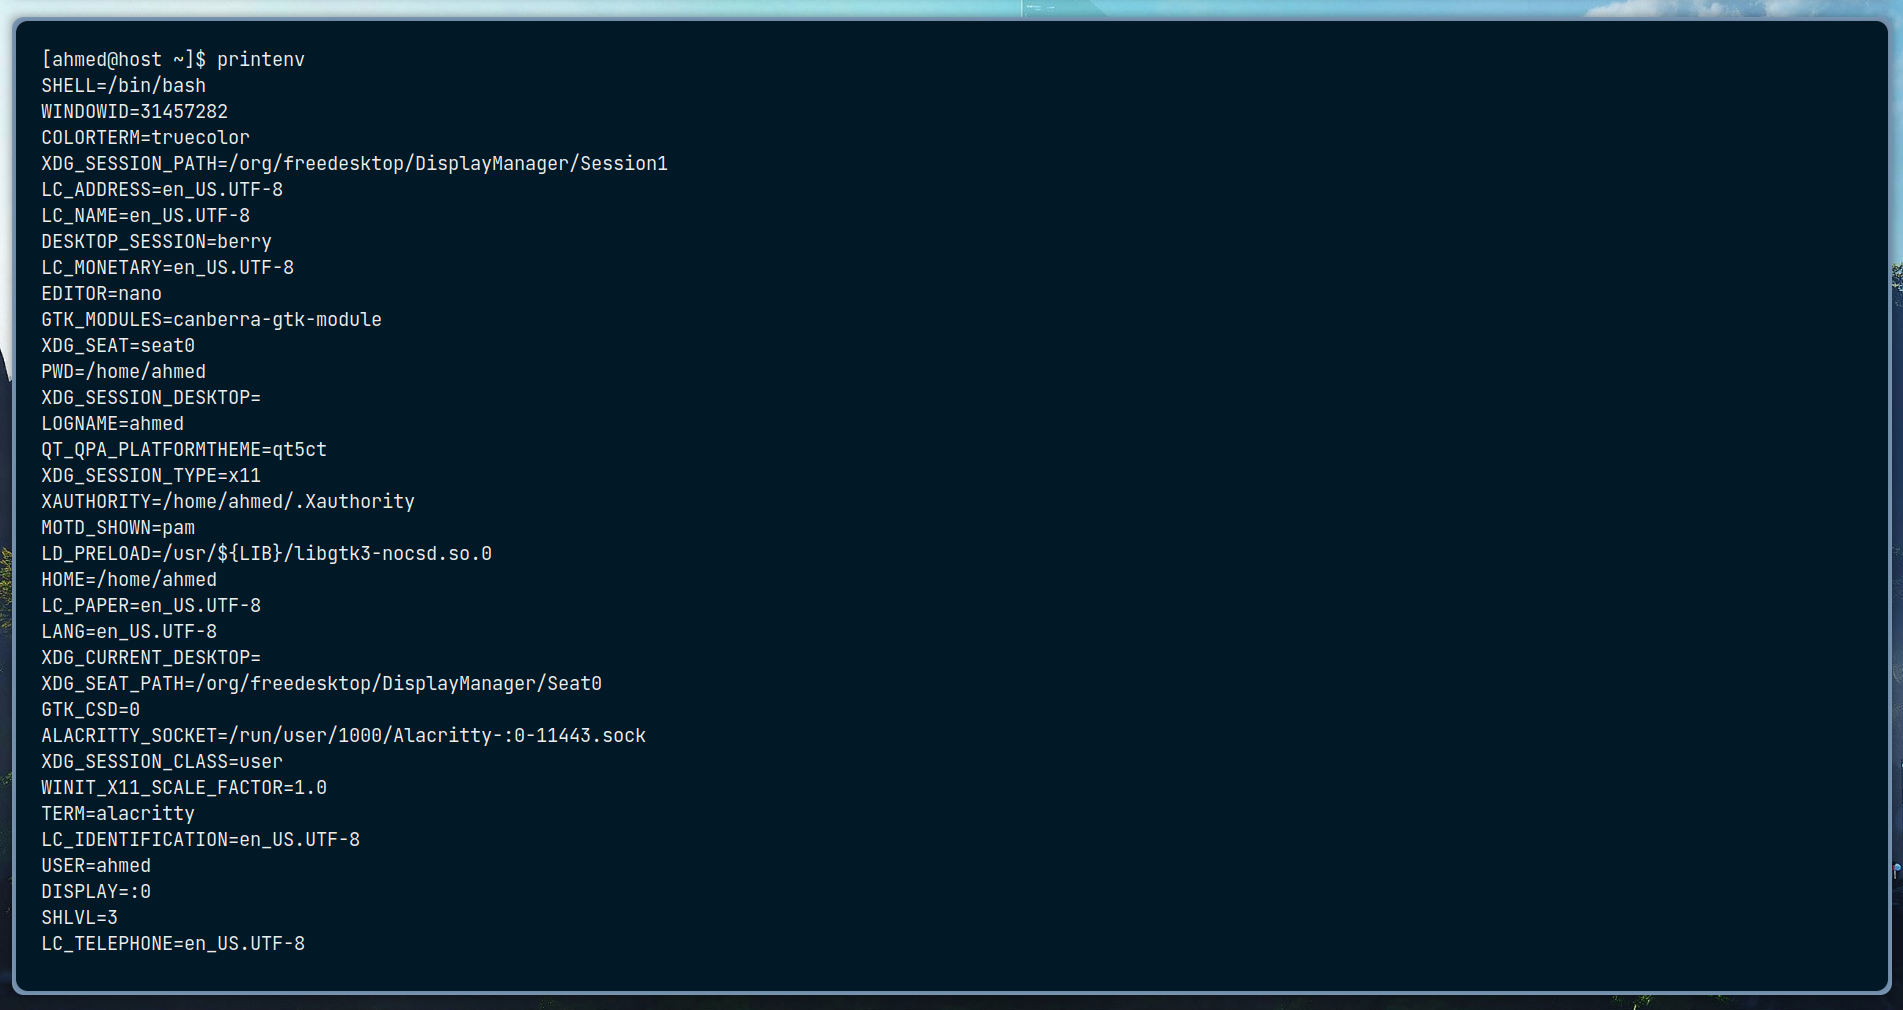 [ahmed@host ~]$ printenv
SHELL=/bin/bash
WINDOWID=31457282
COLORTERM=truecolor
XDG_SESSION_PATH=/org/freedesktop/DisplayManager/Session1
LC_ADDRESS=en_US.UTF-8
LC_NAME=en_US.UTF-8
DESKTOP_SESSION=berry
LC_MONETARY=en_US.UTF-8
EDITOR=nano
GTK_MODULES=canberra-gtk-module
XDG_SEAT=seat0
PWD=/home/ahmed
XDG_SESSION_DESKTOP=
LOGNAME=ahmed
QT_QPA_PLATFORMTHEME=qt5ct
XDG_SESSION_TYPE=x11
XAUTHORITY=/home/ahmed/.Xauthority
MOTD_SHOWN=pam
LD_PRELOAD=/usr/${LIB}/libgtk3-nocsd.so.0
HOME=/home/ahmed
LC_PAPER=en_US.UTF-8
LANG=en_US.UTF-8
XDG_CURRENT_DESKTOP=
XDG_SEAT_PATH=/org/freedesktop/DisplayManager/Seat0
GTK_CSD=0
ALACRITTY_SOCKET=/run/user/1000/Alacritty-:0-11443.sock
XDG_SESSION_CLASS=user
WINIT_X11_SCALE_FACTOR=1.0
TERM=alacritty
LC_IDENTIFICATION=en_US.UTF-8
USER=ahmed
DISPLAY=:0
SHLVL=3
LC_TELEPHONE=en_US.UTF-8